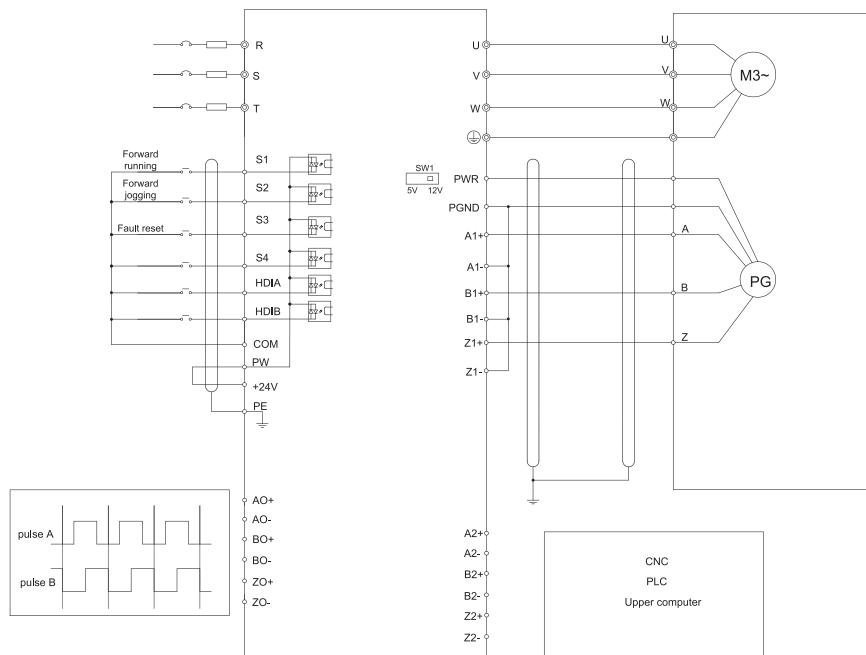 R
S
T
U
V
W
U
V
W
M3~
Forward
running
Forward
jogging
Fault reset
S1
S2
S3
S4
HDIA
HDIB
COM
PW
+24V
PE
SW1
5V 12V
PWR
PGND
A1+
A1-
B1+
B1-
Z1+
Z1-
A
B
Z
PG
pulse A
pulse B
AO+
AO-
BO+
BO-
ZO+
ZO-
A2+
A2-
B2+
B2-
Z2+
Z2-
CNC
PLC
Upper computer